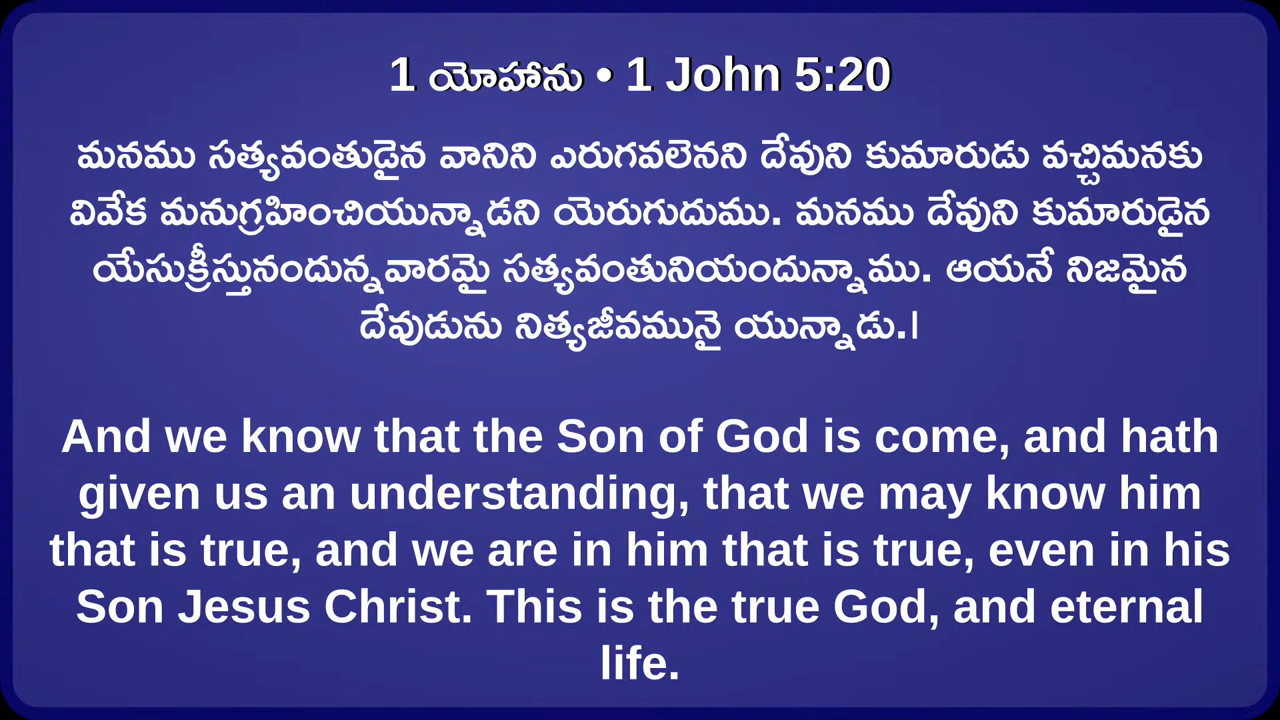 1 యోహాను • 1 John 5:20
మనము సత్యవంతుడైన వానిని ఎరుగవలెనని దేవుని కుమారుడు వచ్చిమనకు
వివేక మనుగ్రహించియున్నాడని యెరుగుదుము. మనము దేవుని కుమారుడైన
యేసుక్రీస్తునందున్నవారమై సత్యవంతునియందున్నాము. ఆయనే నిజమైన
దేవుడును నిత్యజీవమునై యున్నాడు.।
And we know that the Son of God is come, and hath
given us an understanding, that we may know him
that is true, and we are in him that is true, even in his
Son Jesus Christ. This is the true God, and eternal
life.